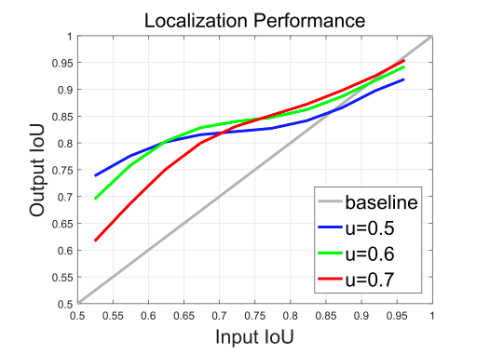 Localization Performance
1
0.95
0.9
0.85
0.8
0.75
0.7
0.65
0.6
0.55
0.5
Output IoU
baseline
u=0.5
u=0.6
u=0.7
0.5 0.55 0.6 0.65 0.7 0.75 0.8 0.85 0.9 0.95 1
Input IoU